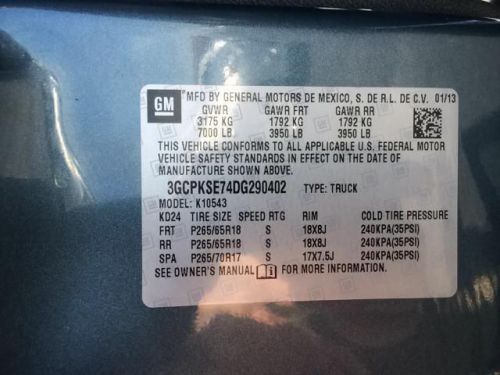 GM
®MFD BY GENERAL MOTORS DE MEXICO, S. DE R.L. DE C.V. 01/13
GVWR GAWR FRT GAWR RR
3175 KG 1792 KG 1792 KG
7000 LB 3950 LB 3950 LB
THIS VEHICLE CONFORMS TO ALL APPLICABLE U.S. FEDERAL MOTOR
VEHICLE SAFETY STANDARDS IN EFFECT ON THE DATE OF
MANUFACTURE SHOWN ABOVE.
3GCPKSE74DG290402 TYPE: TRUCK
MODEL: K10543
KD24 TIRE SIZE SPEED RTG RIM COLD TIRE PRESSURE
FRT P265/65R18 S 18X8J 240KPA(35PSI)
RR P265/65R18 S 18X8J 240KPA(35PSI)
SPA P265/70R17 S 17X7.5J 240KPA(35PSI)
SEE OWNER'S MANUAL FOR MORE INFORMATION.